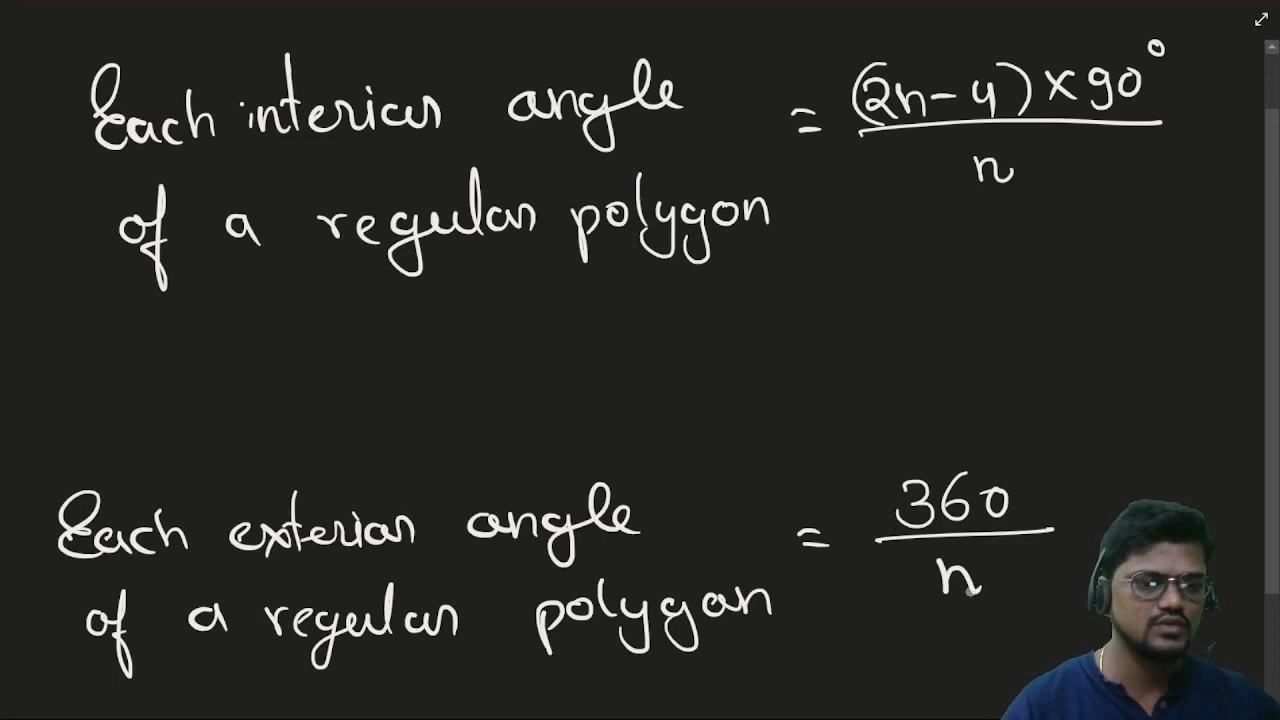 Each interior angle
of a regular polygon
= (2n-4) × 90°
n
Each exterior angle
of a regular polygon
= 360
n